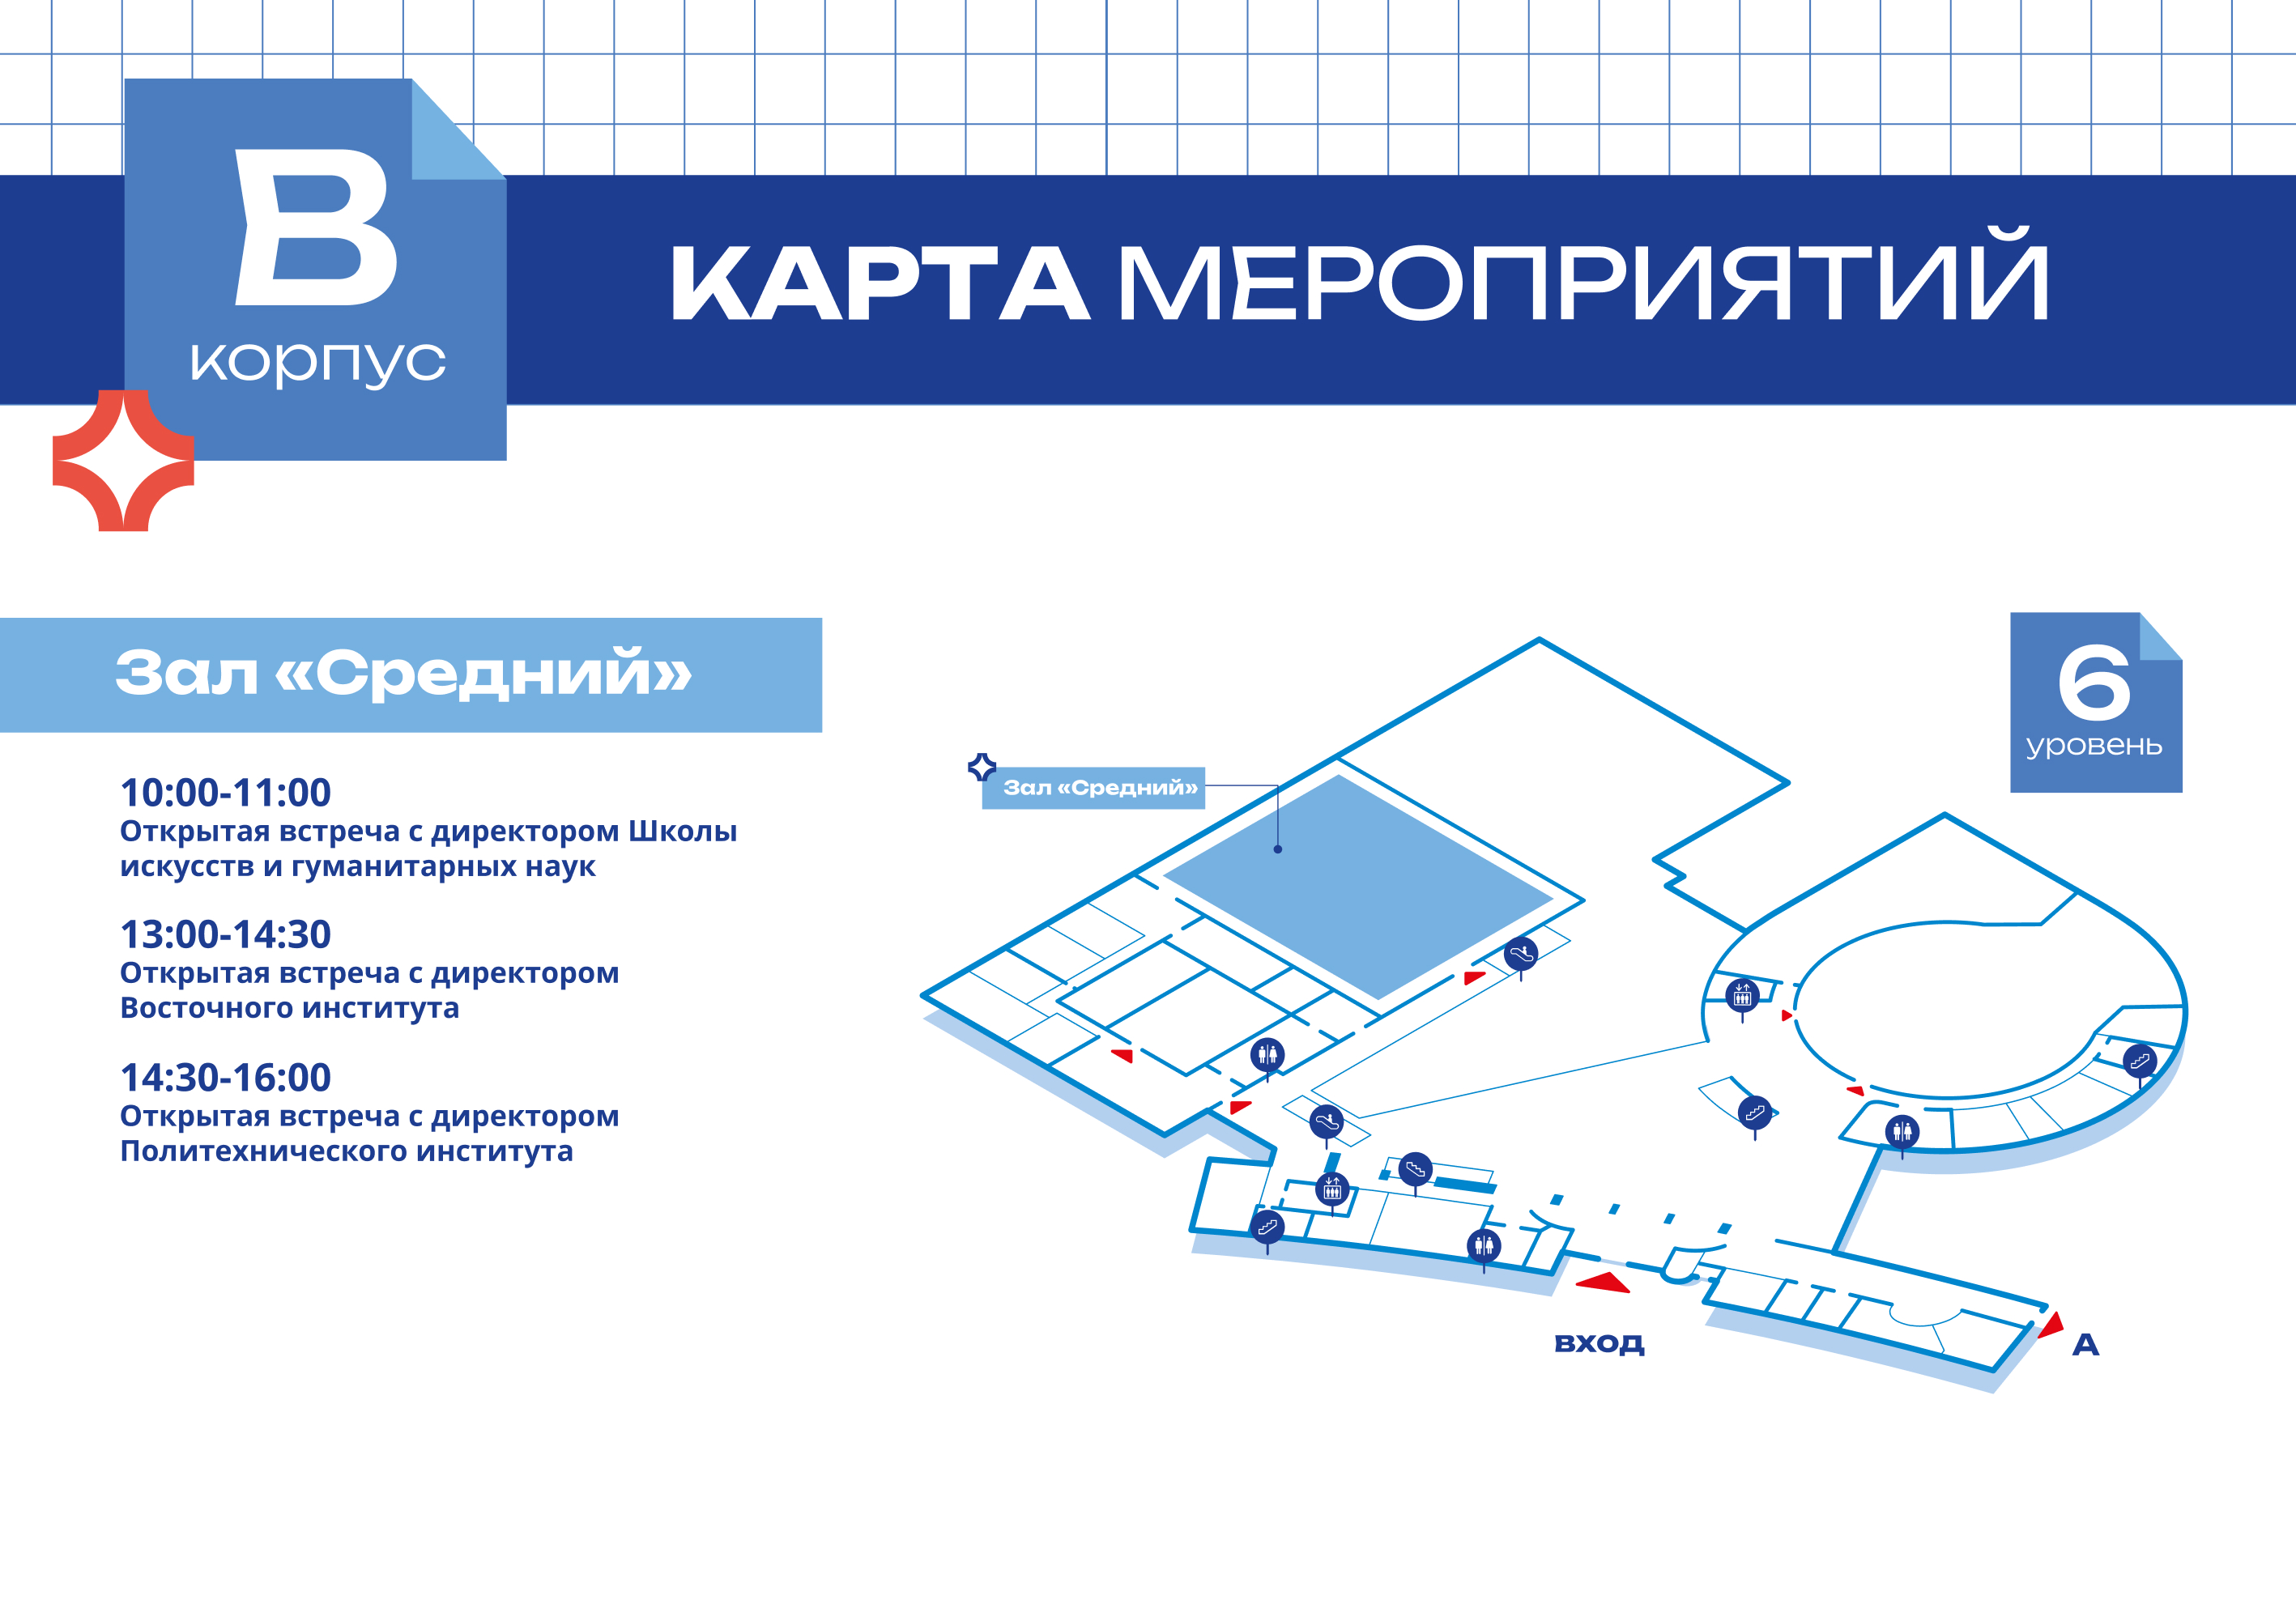 В
корпус
КАРТА МЕРОПРИЯТИЙ
Зал «Средний»
10:00-11:00
Открытая встреча с директором Школы
искусств и гуманитарных наук
13:00-14:30
Открытая встреча с директором
Восточного института
14:30-16:00
Открытая встреча с директором
Политехнического института
6
уровень
Зал «Средний»
вход
А